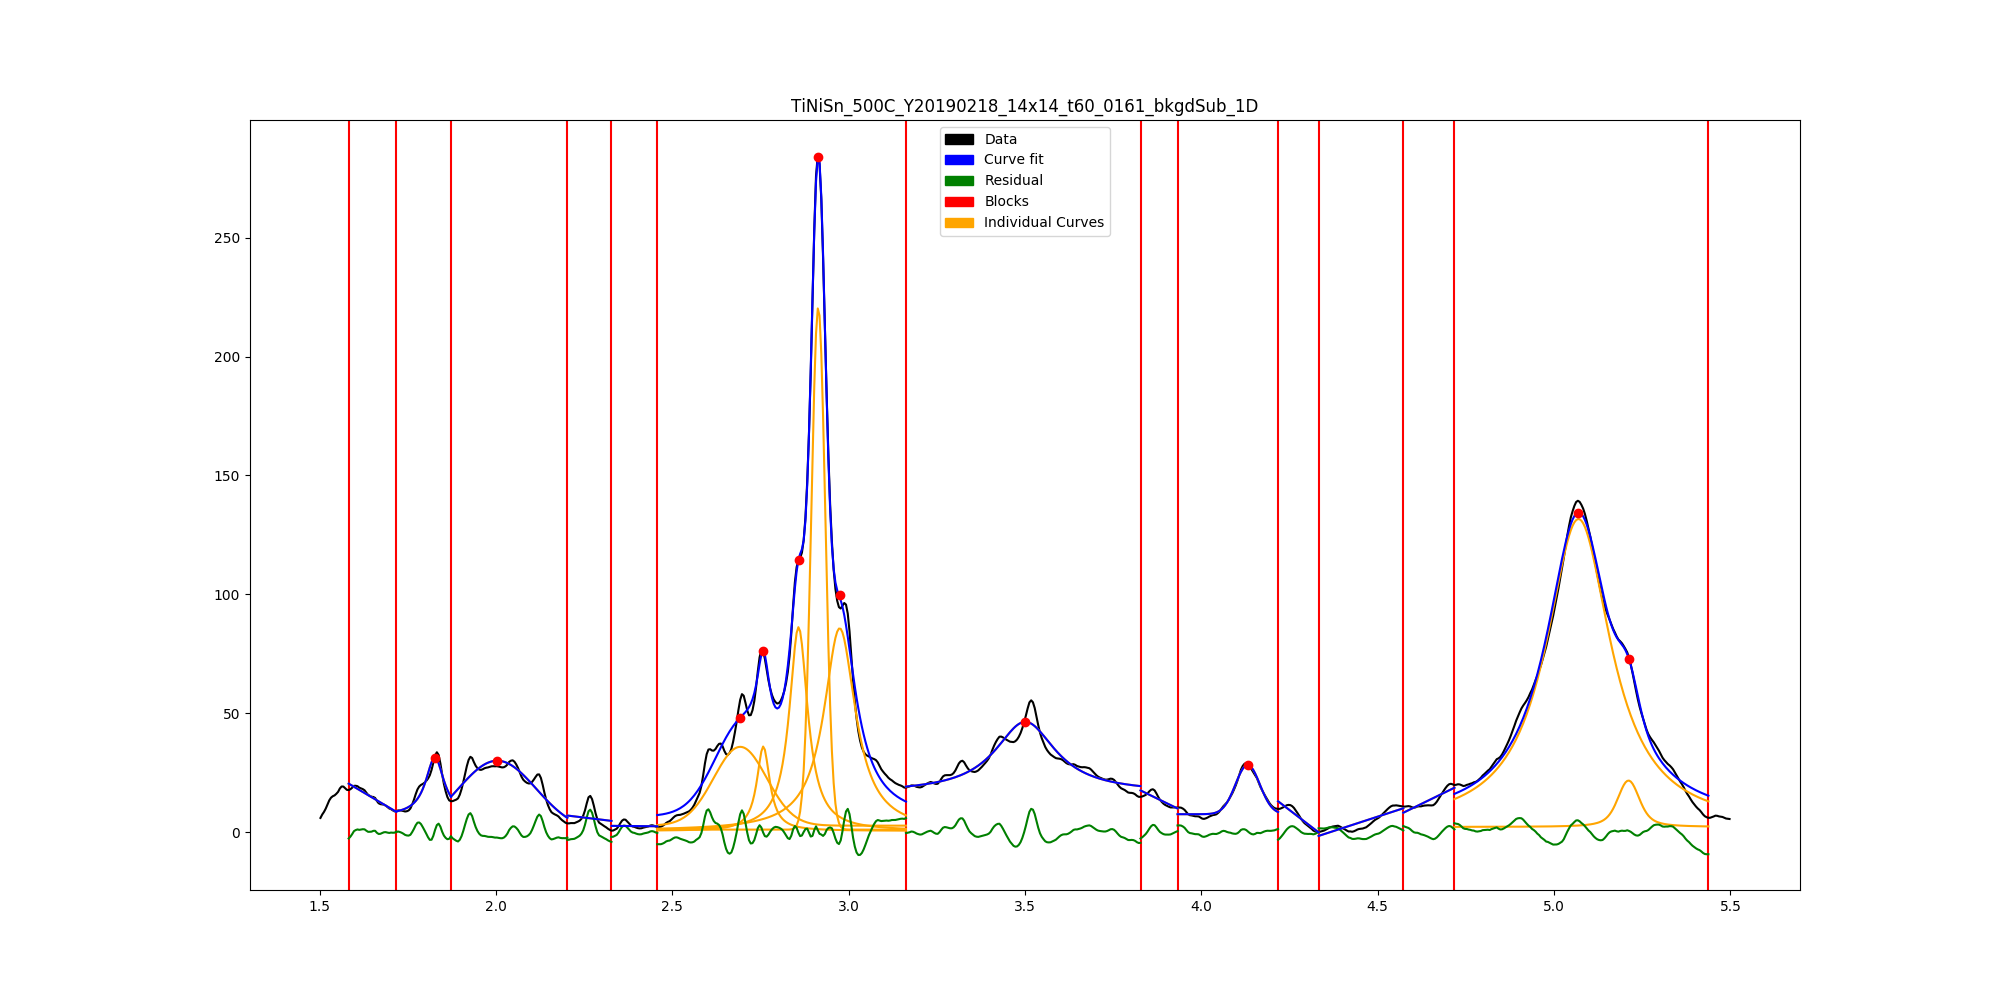 TiNiSn_500C_Y20190218_14x14_t60_0161_bkgdSub_1D
Data
Curve fit
Residual
Blocks
Individual Curves
250
200
150
100
50
0
1.5 2.0 2.5 3.0 3.5 4.0 4.5 5.0 5.5